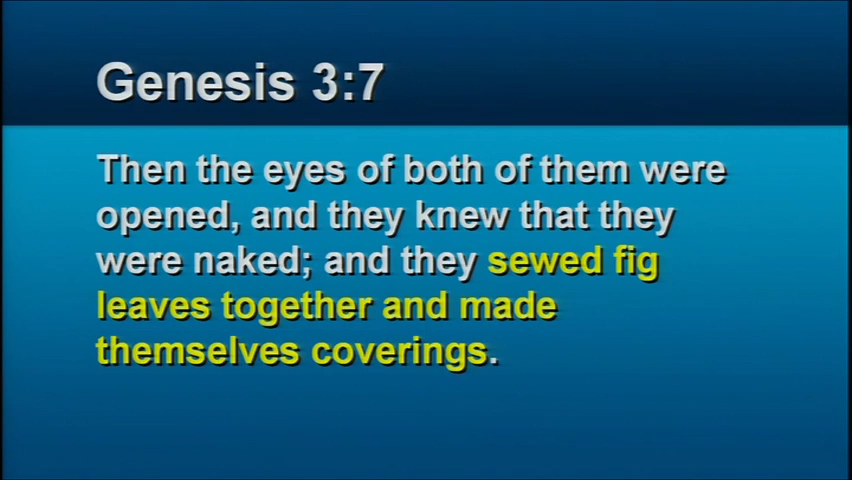 Genesis 3:7
Then the eyes of both of them were
opened, and they knew that they
were naked; and they sewed fig
leaves together and made
themselves coverings.